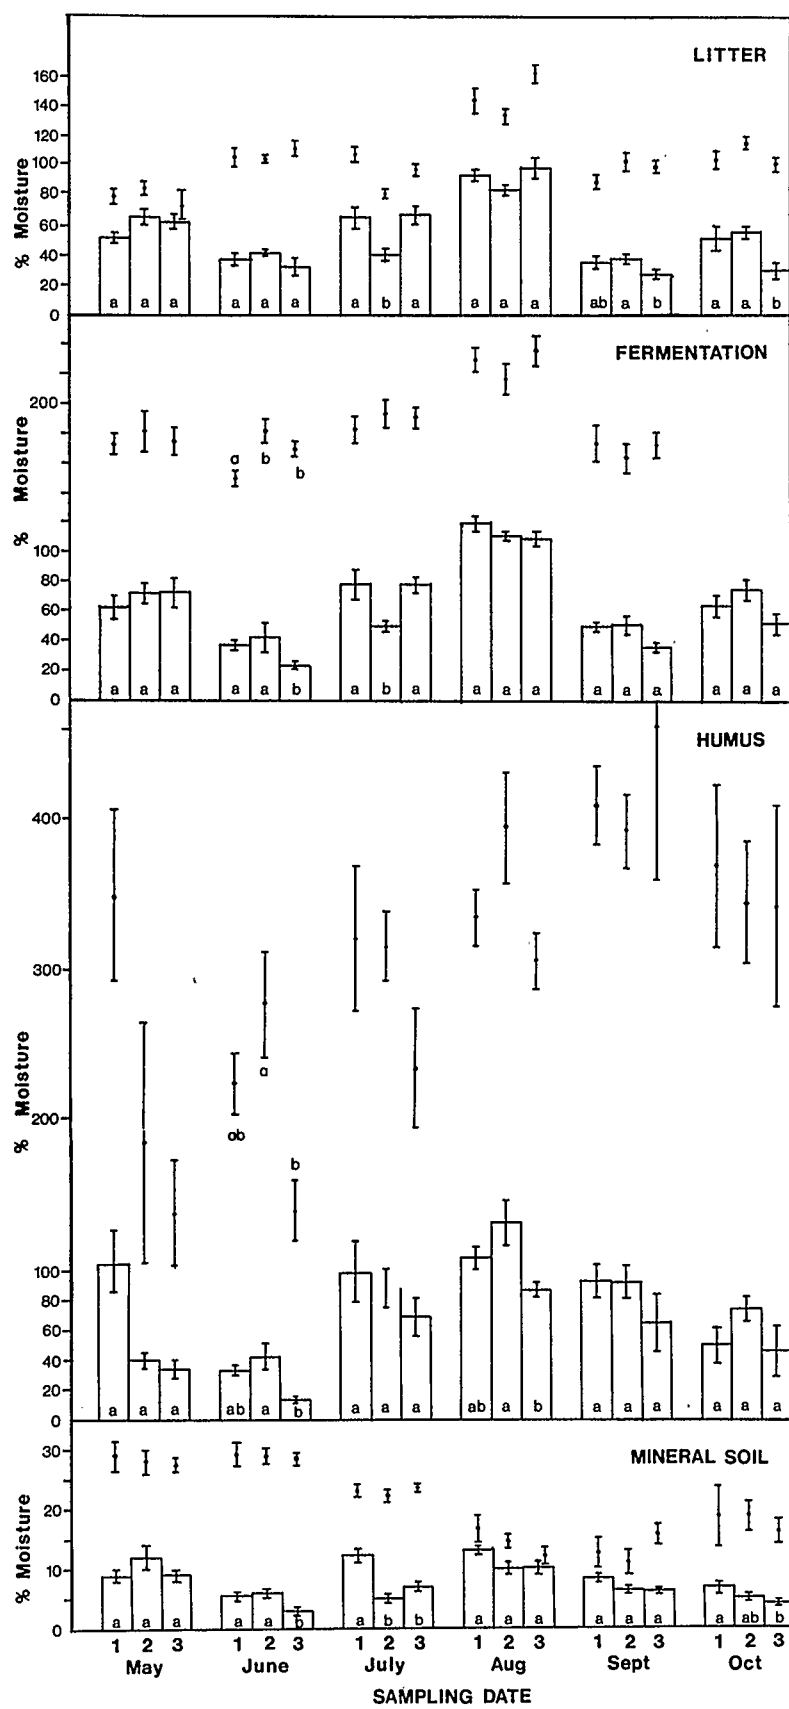 LITTER
% Moisture
160
140
120
100
80
60
40
20
0
a a a a a a a b a a a a ab a b a a b
FERMENTATION
% Moisture
200
100
80
60
40
20
0
a b b
a a a a a b a b a a a a a a a a a a
HUMUS
% Moisture
400
300
200
100
80
60
40
20
0
ab a b
a a a ab a b a a a ab a b a a a a a a
MINERAL SOIL
% Moisture
30
20
10
0
a a a a a b a b b a a a a a a a ab b
1 2 3 1 2 3 1 2 3 1 2 3 1 2 3 1 2 3
May June July Aug Sept Oct
SAMPLING DATE